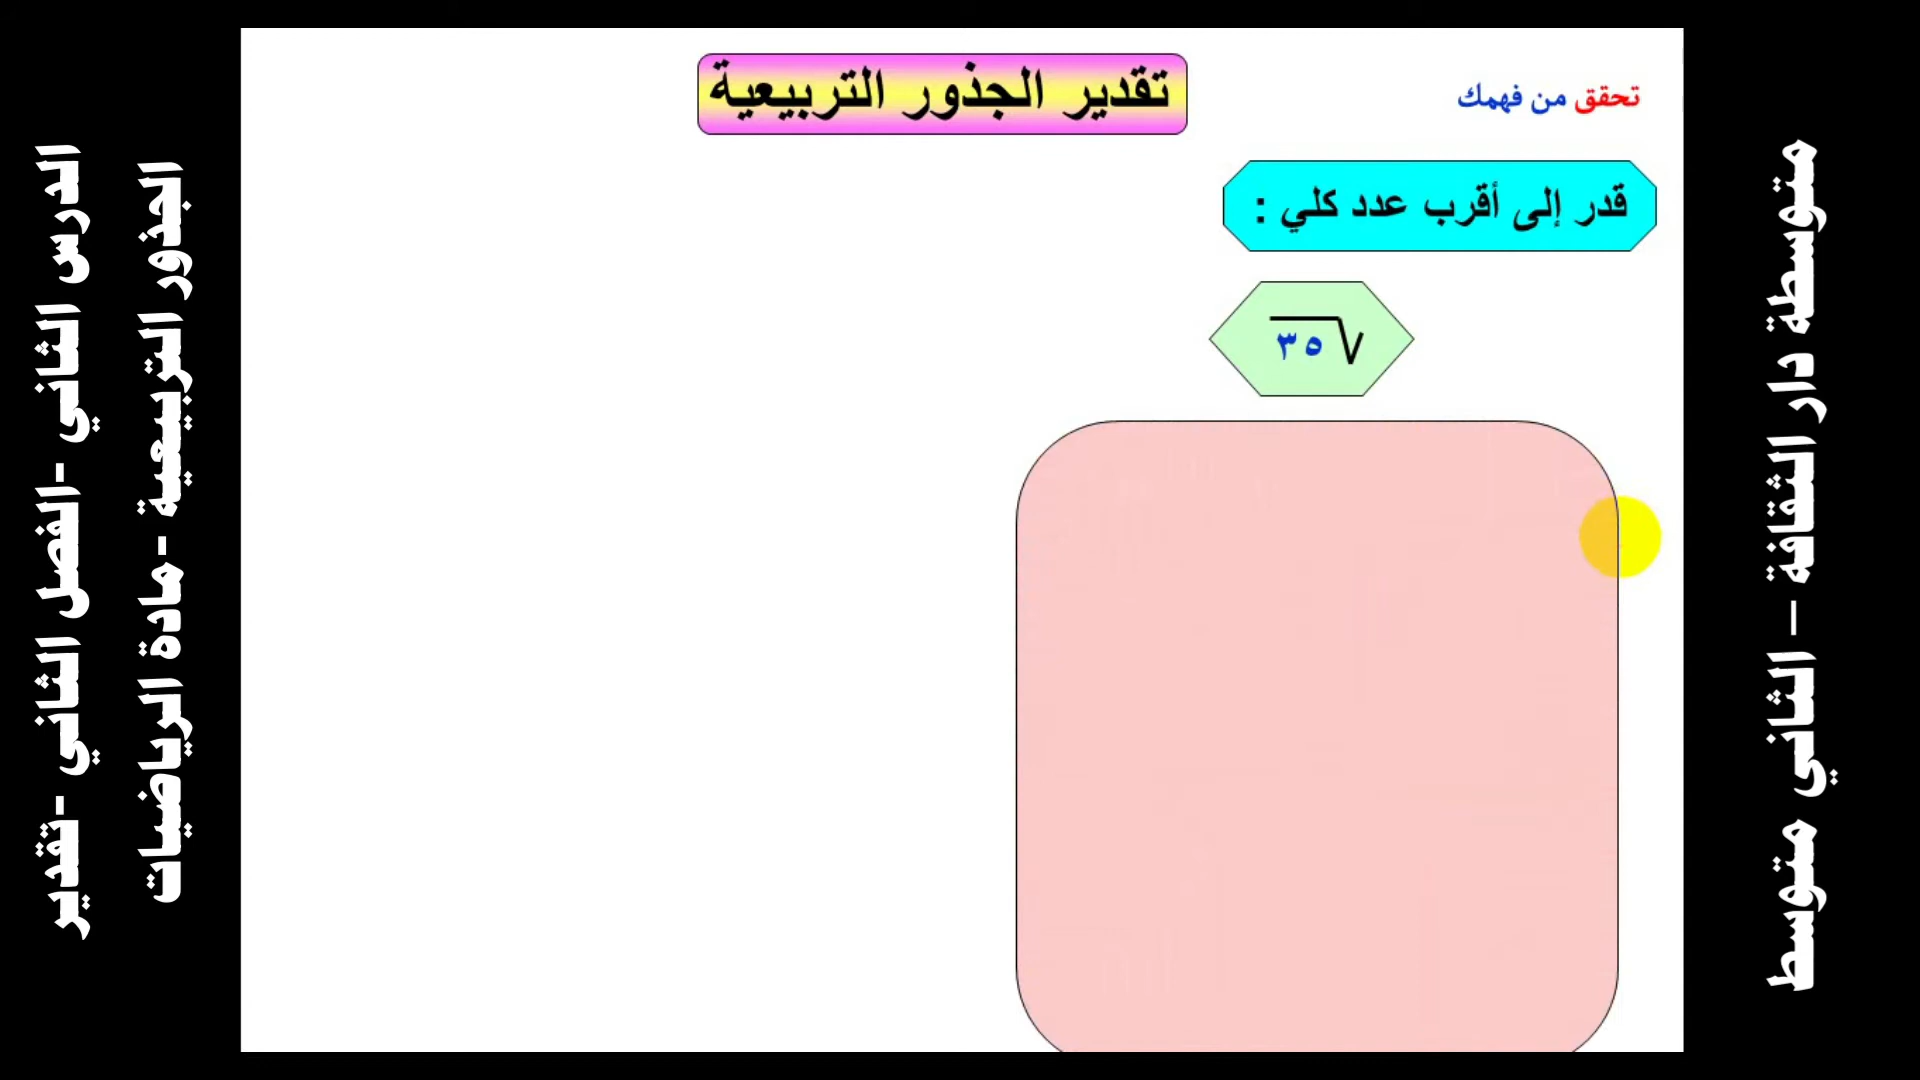 تقدير الجذور التربيعية
تحقق من فهمك
قدر إلى أقرب عدد كلي :
√٣٥
متوسطة دار الثقافة – الثاني متوسط
الدرس الثاني -الفصل الثاني -تقدير
الجذور التربيعية -مادة الرياضيات